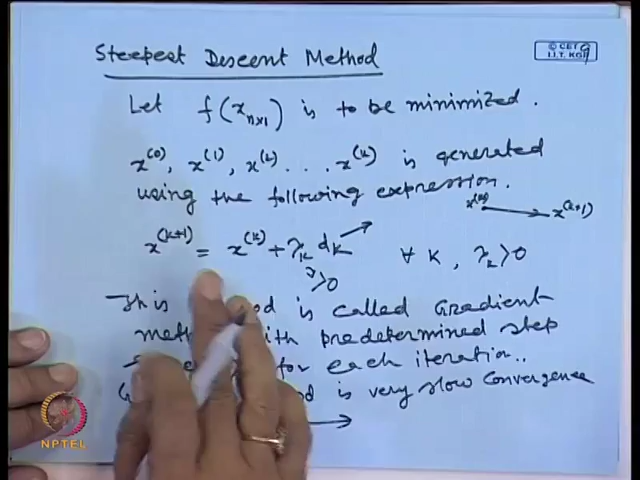 Steepest Descent Method
© CET
I.I.T. KGP
Let f(x_{n×1}) is to be minimized.
x^{(0)}, x^{(1)}, x^{(2)} . . . . x^{(k)} is generated
using the following expression.
x^{(k)} → x^{(k+1)}
x^{(k+1)} = x^{(k)} + λ_k d_k ∀ k, λ_k > 0
λ > 0
This is called Gradient
with predetermined step
for each iteration..
is very slow convergence
NPTEL